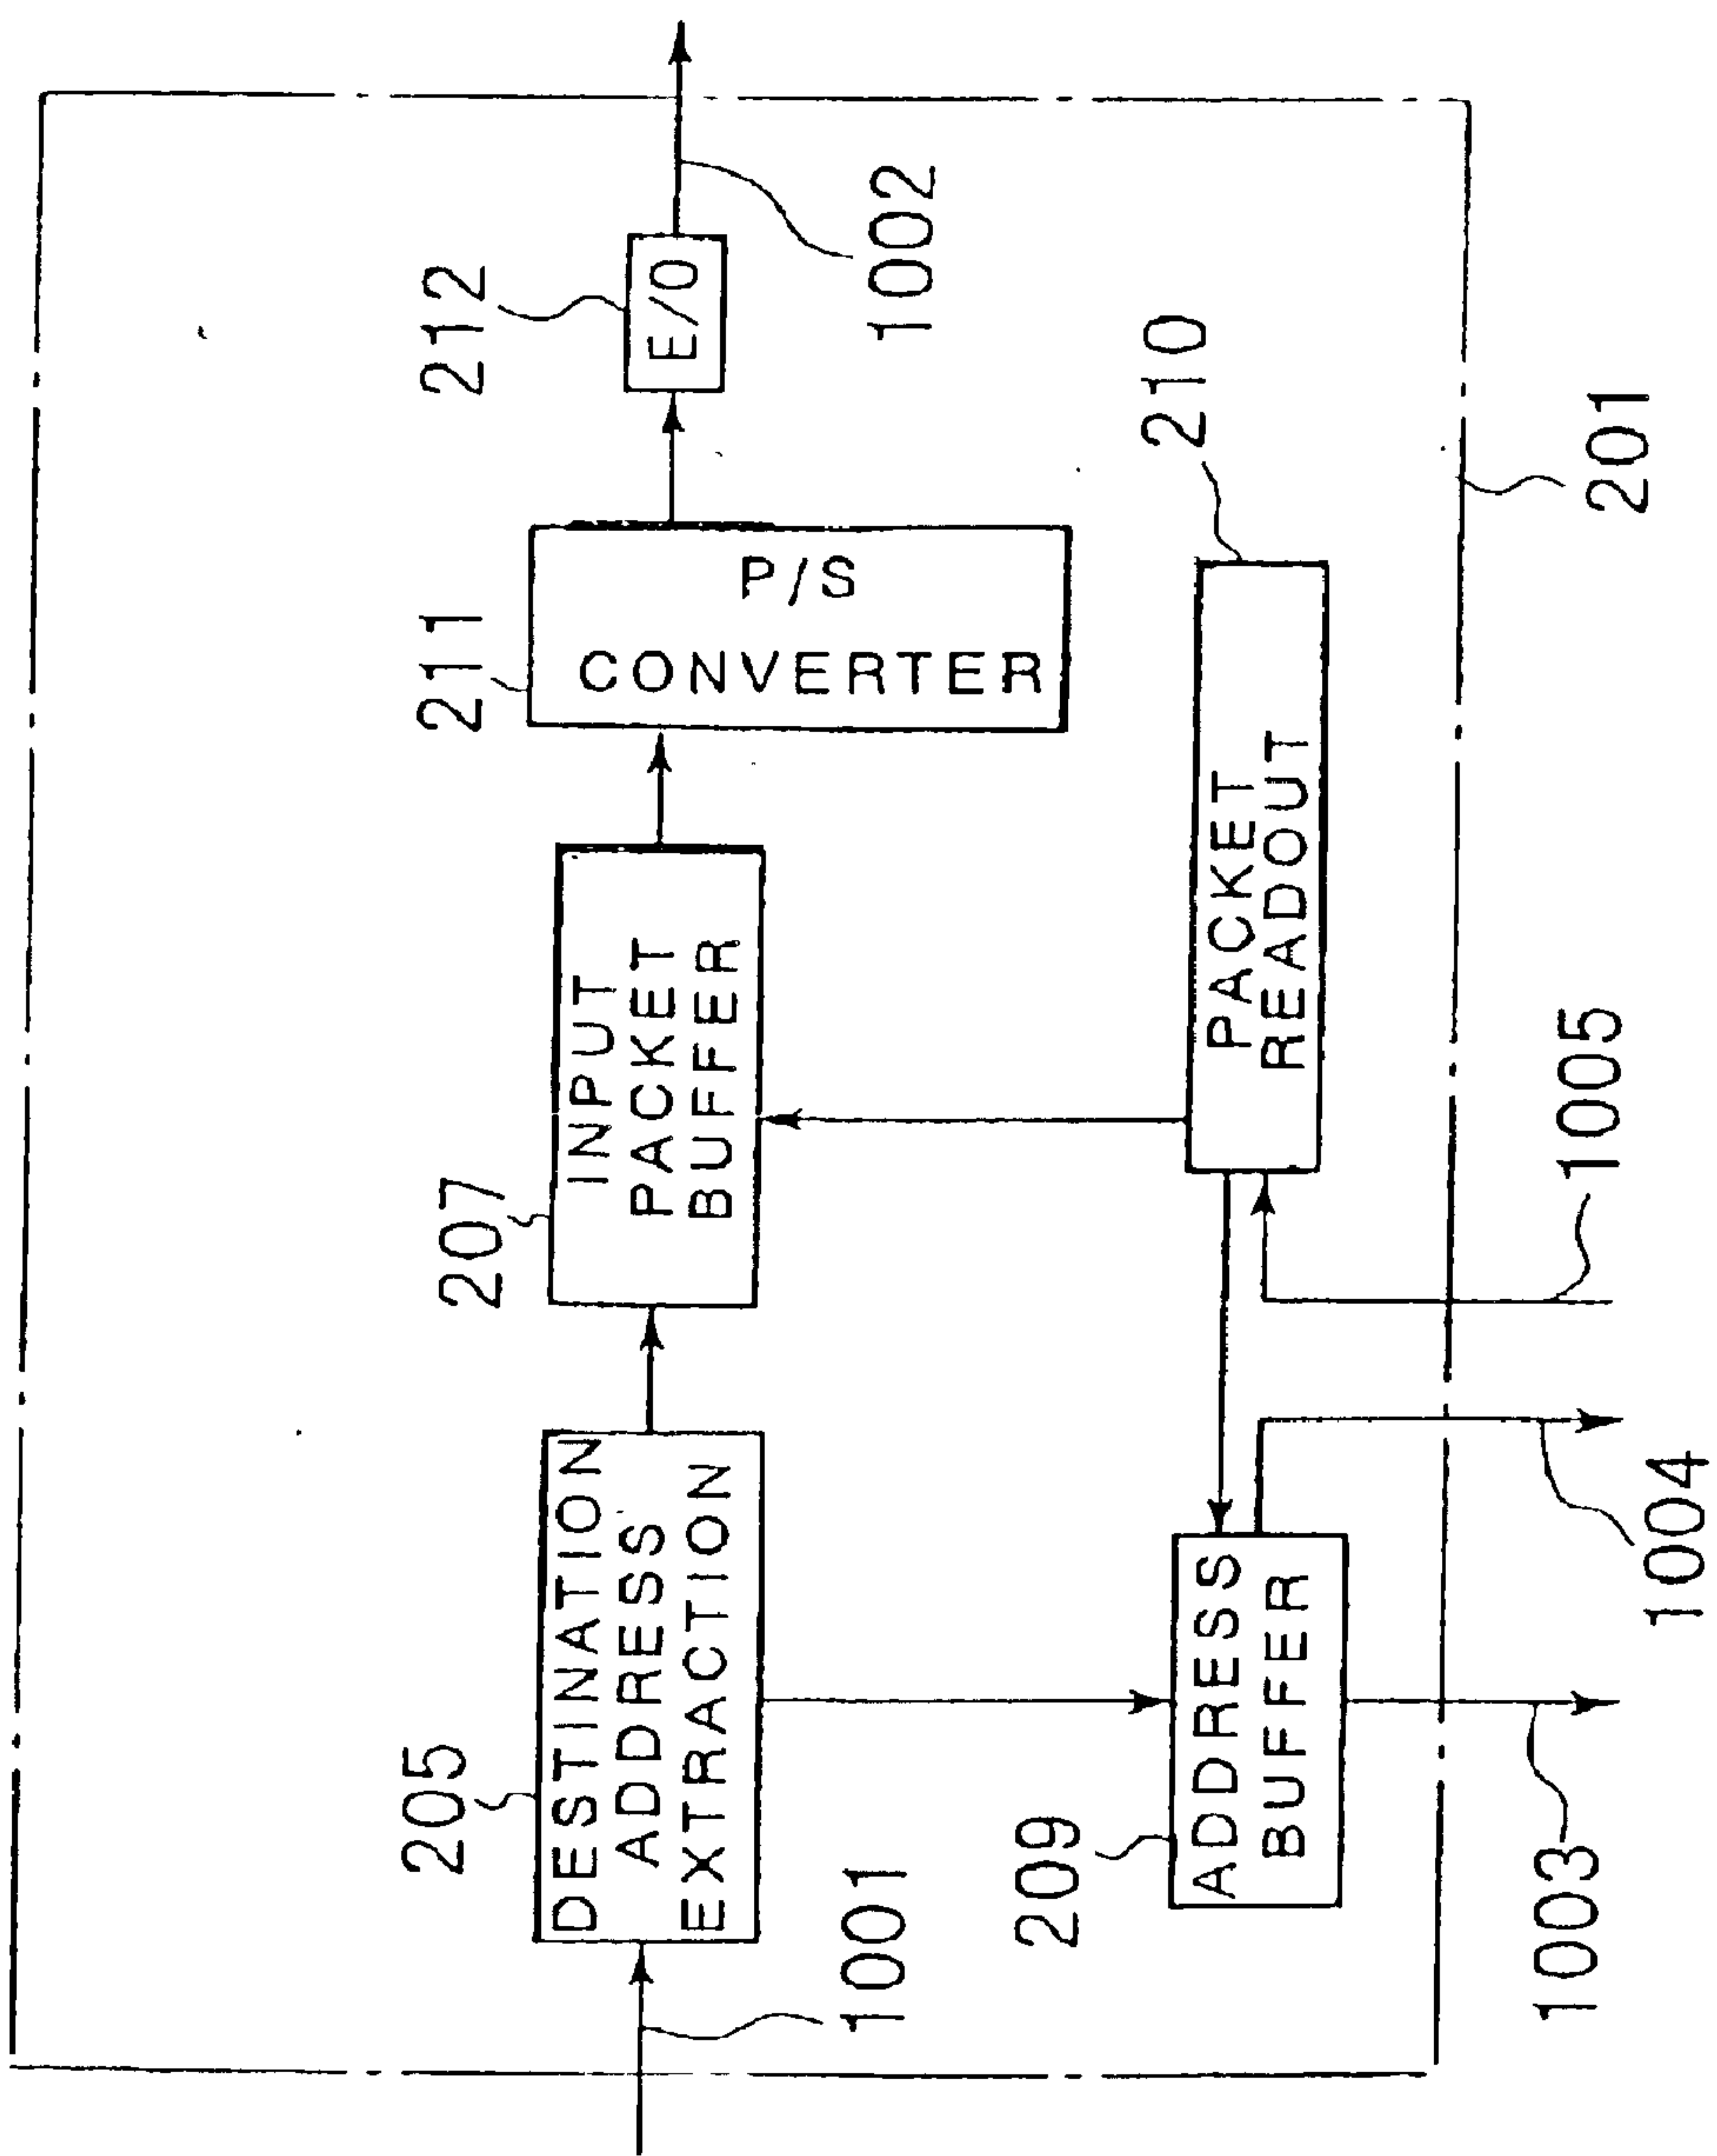 205
DESTINATION
ADDRESS
EXTRACTION
207
INPUT
PACKET
BUFFER
211
P/S
CONVERTER
212
E/O
1001
1002
209
ADDRESS
BUFFER
210
PACKET
READOUT
1003
1004
1005
201